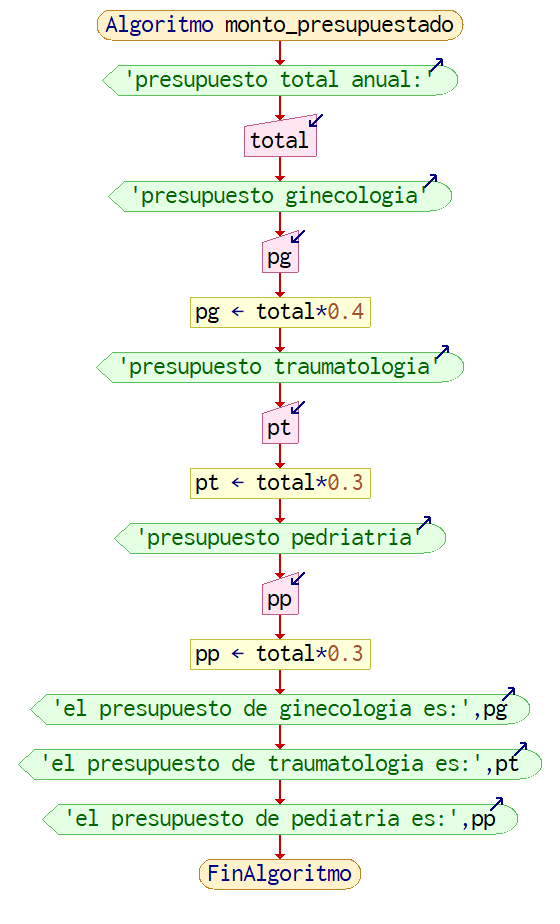 Algoritmo monto_presupuestado
'presupuesto total anual:'
total
'presupuesto ginecologia'
pg
pg ← total*0.4
'presupuesto traumatologia'
pt
pt ← total*0.3
'presupuesto pedriatria'
pp
pp ← total*0.3
'el presupuesto de ginecologia es:',pg
'el presupuesto de traumatologia es:',pt
'el presupuesto de pediatria es:',pp
FinAlgoritmo